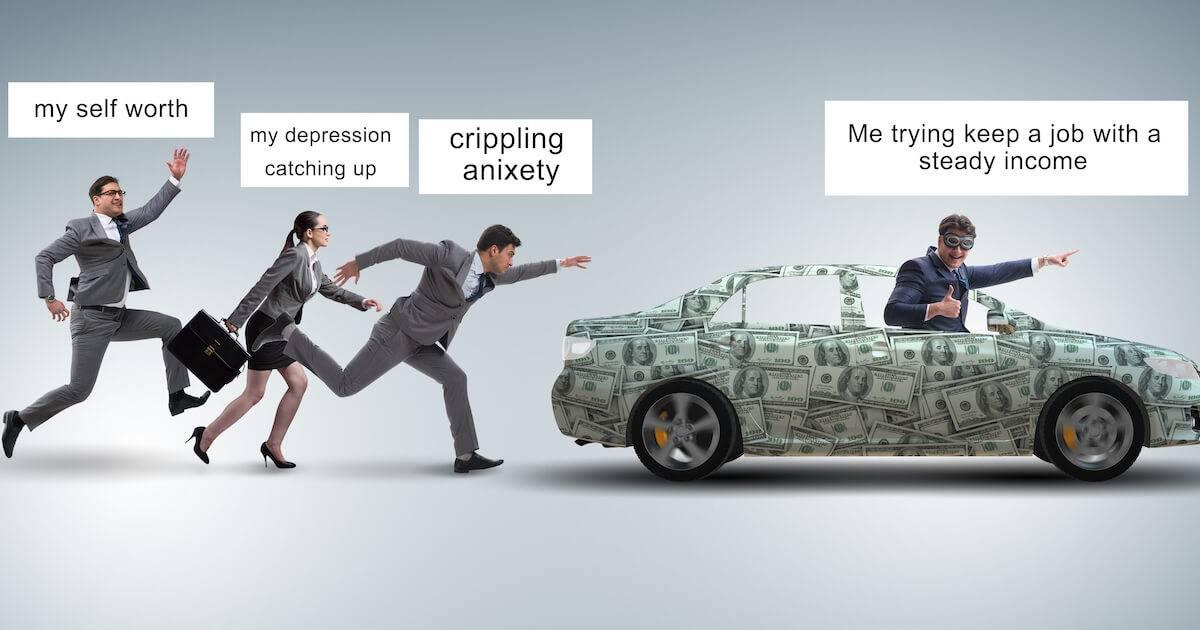 my self worth
my depression
catching up
crippling
anixety
Me trying keep a job with a
steady income